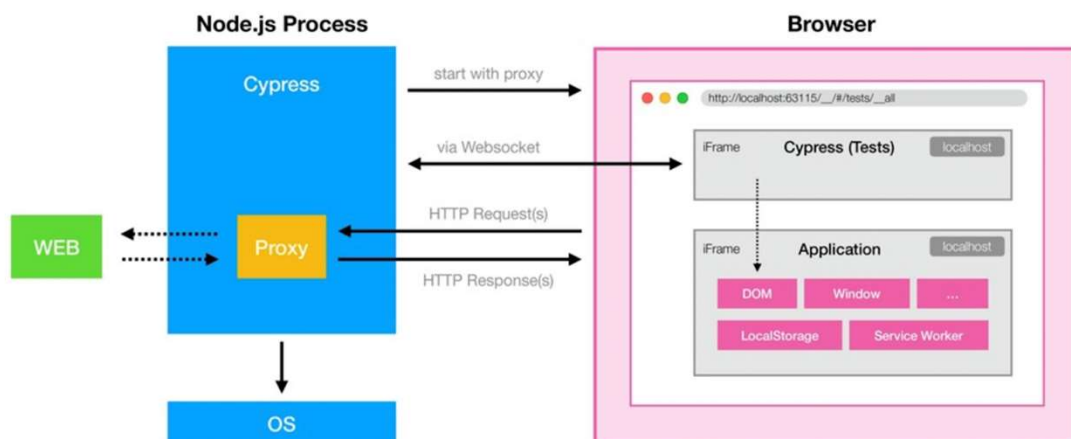 Node.js Process
Browser
Cypress
start with proxy
http://localhost:63115/__/#/tests/__all
iFrame
Cypress (Tests)
localhost
via Websocket
WEB
Proxy
HTTP Request(s)
HTTP Response(s)
iFrame
Application
localhost
DOM
Window
...
LocalStorage
Service Worker
OS